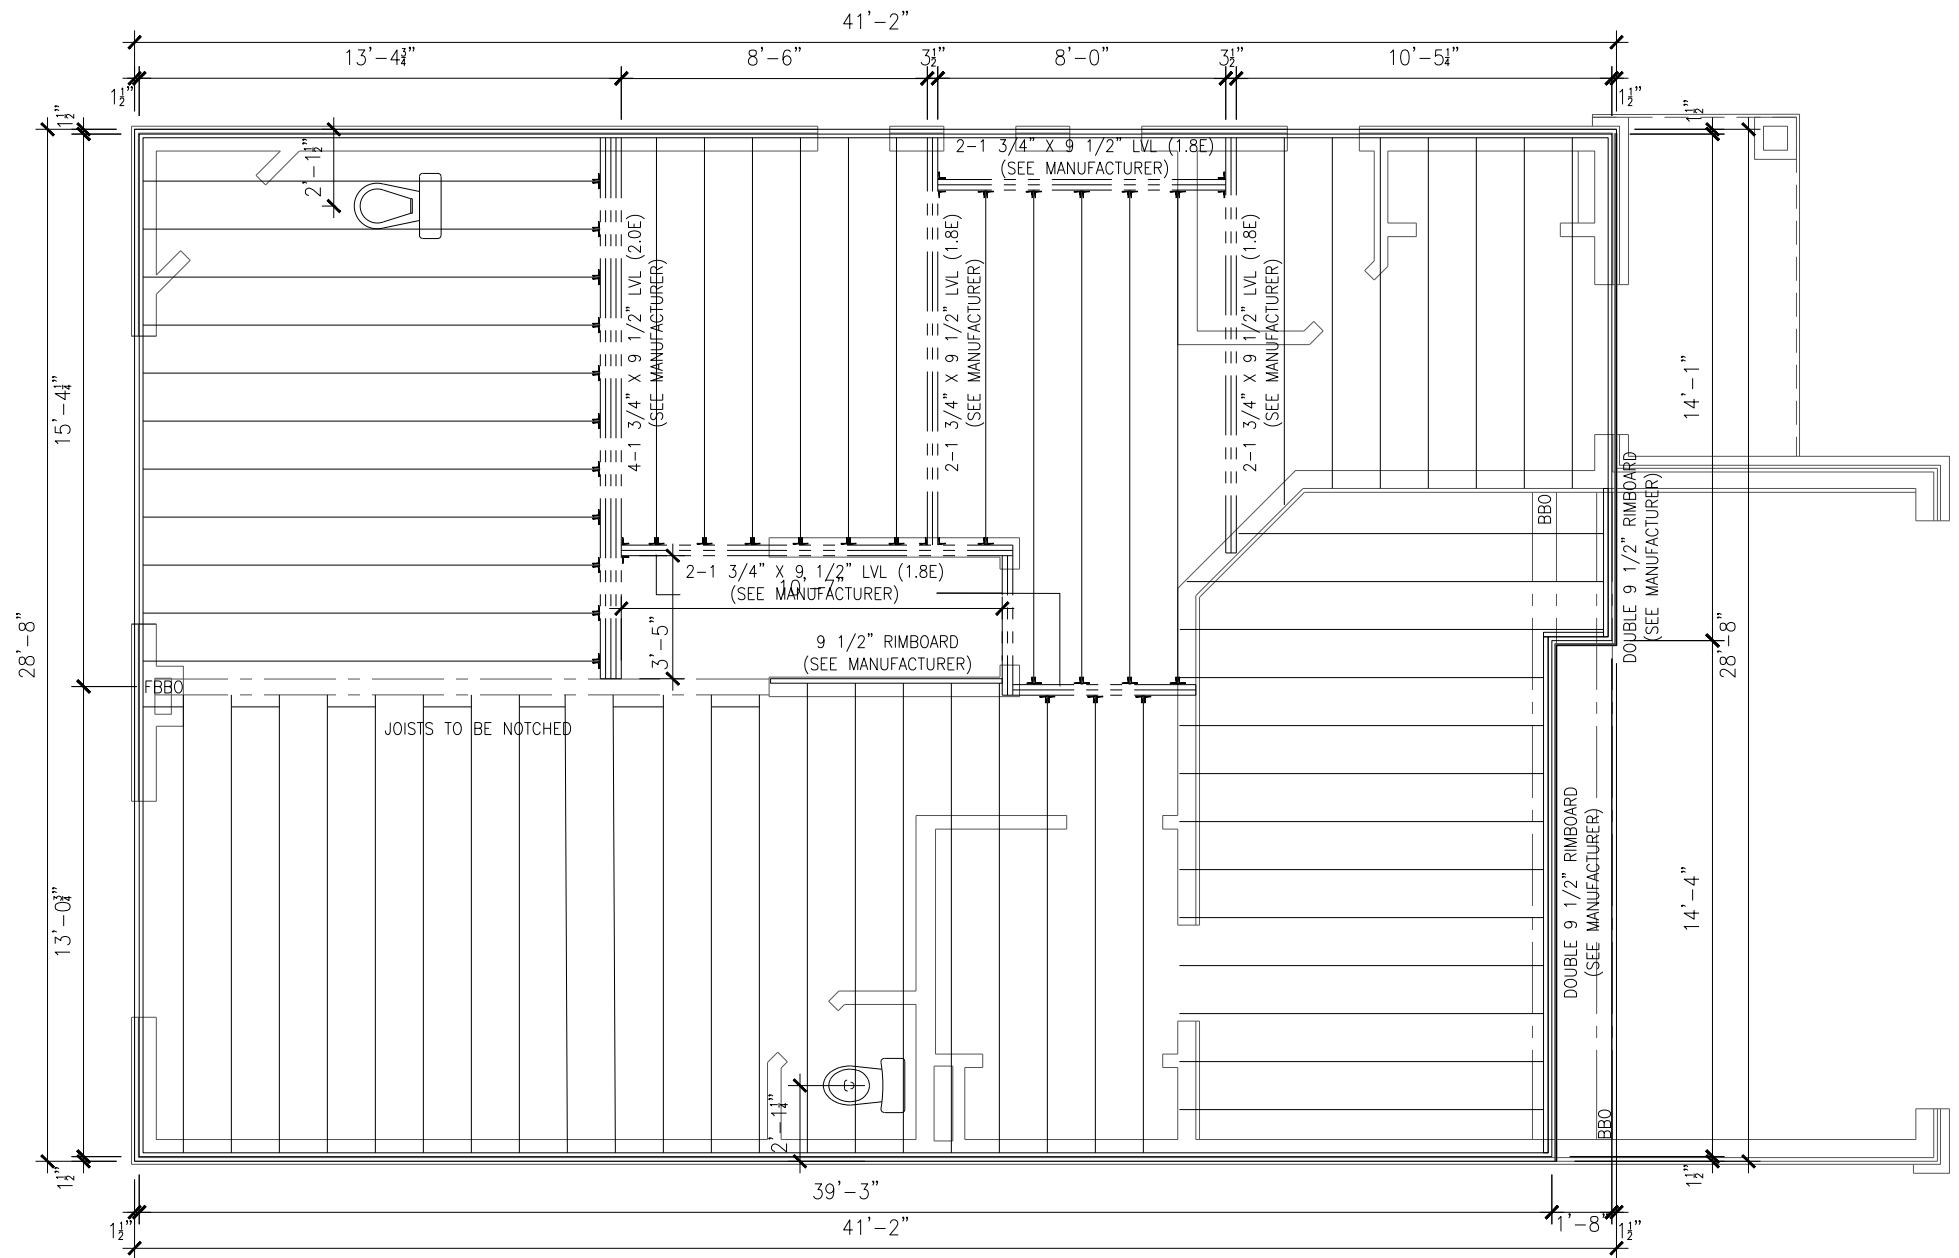 41'-2"
13'-4¾"
8'-6"
3½"
8'-0"
3½"
10'-5¼"
1½"
1½"
1½"
1½"
2'-1½"
2-1 3/4" X 9 1/2" LVL (1.8E)
(SEE MANUFACTURER)
4-1 3/4" X 9 1/2" LVL (2.0E)
(SEE MANUFACTURER)
2-1 3/4" X 9 1/2" LVL (1.8E)
(SEE MANUFACTURER)
2-1 3/4" X 9 1/2" LVL (1.8E)
(SEE MANUFACTURER)
15'-4¼"
14'-1"
28'-8"
28'-8"
BBO
DOUBLE 9 1/2" RIMBOARD
(SEE MANUFACTURER)
2-1 3/4" X 9 1/2" LVL (1.8E)
10'-7"
(SEE MANUFACTURER)
3'-5"
9 1/2" RIMBOARD
(SEE MANUFACTURER)
FBBO
JOISTS TO BE NOTCHED
13'-0¾"
DOUBLE 9 1/2" RIMBOARD
(SEE MANUFACTURER)
14'-4"
2'-1¼"
BBO
1½"
1½"
39'-3"
1'-8"
1½"
41'-2"
1½"